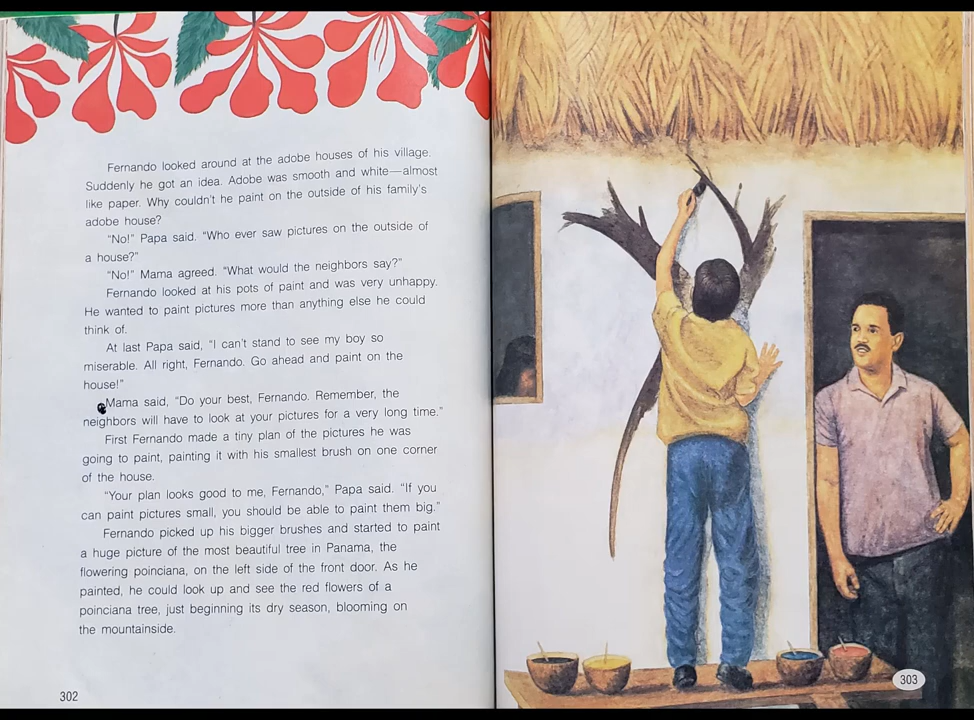 Fernando looked around at the adobe houses of his village.
Suddenly he got an idea. Adobe was smooth and white—almost
like paper. Why couldn't he paint on the outside of his family's
adobe house?
"No!" Papa said. "Who ever saw pictures on the outside of
a house?"
"No!" Mama agreed. "What would the neighbors say?"
Fernando looked at his pots of paint and was very unhappy.
He wanted to paint pictures more than anything else he could
think of.
At last Papa said, "I can't stand to see my boy so
miserable. All right, Fernando. Go ahead and paint on the
house!"
Mama said, "Do your best, Fernando. Remember, the
neighbors will have to look at your pictures for a very long time."
First Fernando made a tiny plan of the pictures he was
going to paint, painting it with his smallest brush on one corner
of the house.
"Your plan looks good to me, Fernando," Papa said. "If you
can paint pictures small, you should be able to paint them big."
Fernando picked up his bigger brushes and started to paint
a huge picture of the most beautiful tree in Panama, the
flowering poinciana, on the left side of the front door. As he
painted, he could look up and see the red flowers of a
poinciana tree, just beginning its dry season, blooming on
the mountainside.
302
303